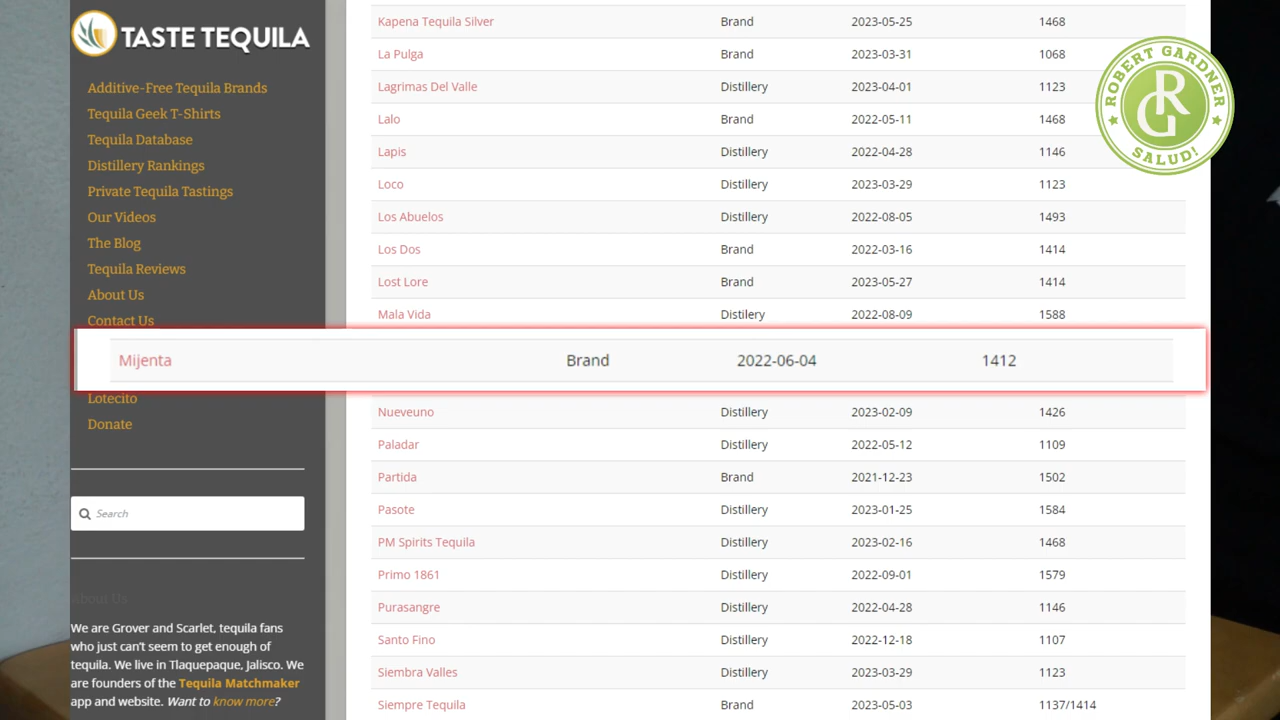 TASTE TEQUILA
Additive-Free Tequila Brands
Tequila Geek T-Shirts
Tequila Database
Distillery Rankings
Private Tequila Tastings
Our Videos
The Blog
Tequila Reviews
About Us
Contact Us
Lotecito
Donate
Search
About Us
We are Grover and Scarlet, tequila fans
who just can't seem to get enough of
tequila. We live in Tlaquepaque, Jalisco. We
are founders of the Tequila Matchmaker
app and website. Want to know more?
Kapena Tequila Silver Brand 2023-05-25 1468
La Pulga Brand 2023-03-31 1068
Lagrimas Del Valle Distillery 2023-04-01 1123
Lalo Brand 2022-05-11 1468
Lapis Distillery 2022-04-28 1146
Loco Distillery 2023-03-29 1123
Los Abuelos Distillery 2022-08-05 1493
Los Dos Brand 2022-03-16 1414
Lost Lore Brand 2023-05-27 1414
Mala Vida Distilery 2022-08-09 1588
Mijenta Brand 2022-06-04 1412
Nueveuno Distillery 2023-02-09 1426
Paladar Distillery 2022-05-12 1109
Partida Brand 2021-12-23 1502
Pasote Distillery 2023-01-25 1584
PM Spirits Tequila Distillery 2023-02-16 1468
Primo 1861 Distillery 2022-09-01 1579
Purasangre Distillery 2022-04-28 1146
Santo Fino Distillery 2022-12-18 1107
Siembra Valles Distillery 2023-03-29 1123
Siempre Tequila Brand 2023-05-03 1137/1414
ROBERT GARDNER
RG
SALUD!